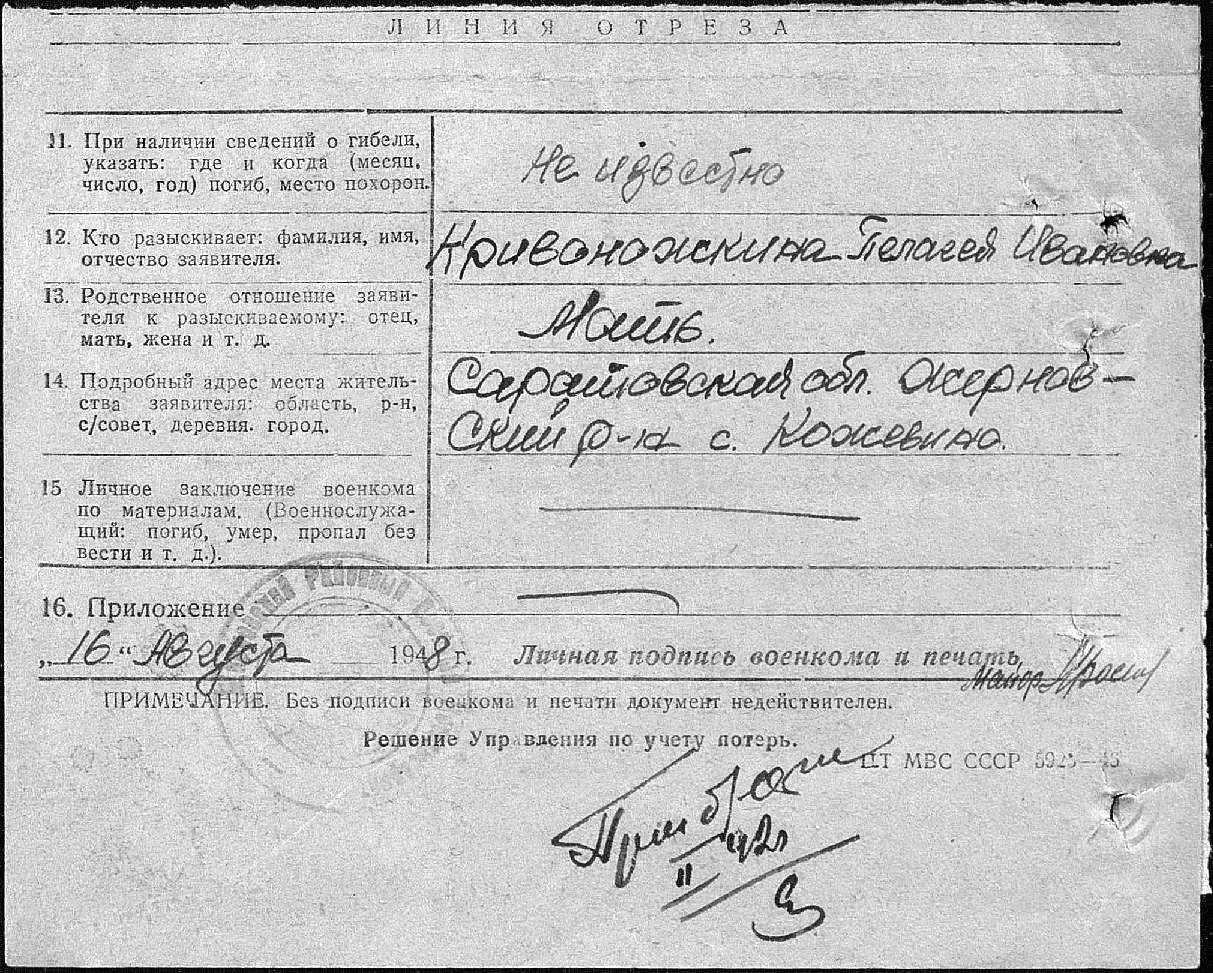 ЛИНИЯ ОТРЕЗА
11. При наличии сведений о гибели,
указать: где и когда (месяц,
число, год) погиб, место похорон.
Не известно
12. Кто разыскивает: фамилия, имя,
отчество заявителя.
Кривоножкина Пелагея Ивановна
13. Родственное отношение заяви-
теля к разыскиваемому: отец,
мать, жена и т. д.
Мать.
14. Подробный адрес места житель-
ства заявителя: область, р-н,
с/совет, деревня. город.
Саратовская обл.
ский р-н с. Кожевино.
15 Личное заключение военкома
по материалам. (Военнослужа-
щий: погиб, умер, пропал без
вести и т. д.).
16. Приложение
„16“ Августа 1948 г. Личная подпись военкома и печать
Майор
ПРИМЕЧАНИЕ. Без подписи военкома и печати документ недействителен.
Решение Управления по учету потерь.
ЦТ МВС СССР 5925—45